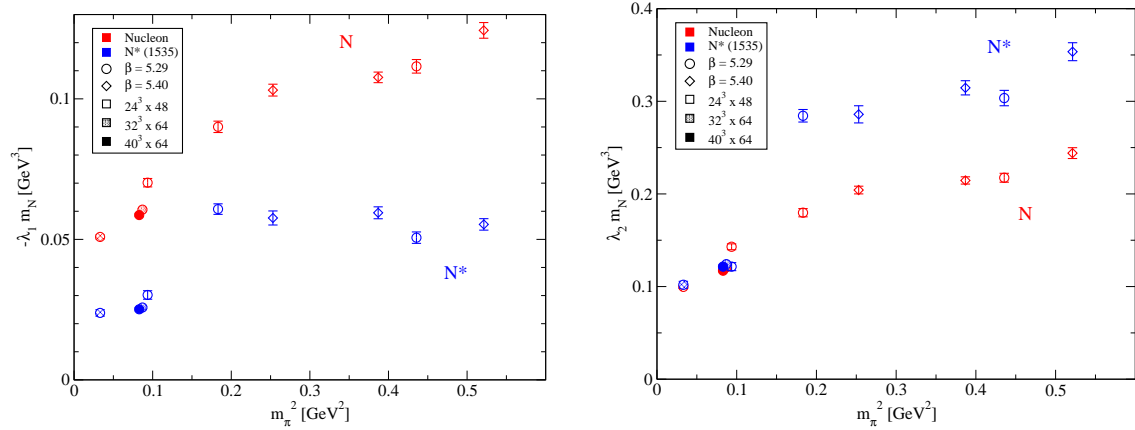 Nucleon
N* (1535)
β = 5.29
β = 5.40
24³ x 48
32³ x 64
40³ x 64
N
N*
0.1
0.05
0
0
0.1
0.2
0.3
0.4
0.5
-λ₁ m_N [GeV³]
m_π² [GeV²]
Nucleon
N* (1535)
β = 5.29
β = 5.40
24³ x 48
32³ x 64
40³ x 64
N*
N
0.4
0.3
0.2
0.1
0
0
0.1
0.2
0.3
0.4
0.5
λ₂ m_N [GeV³]
m_π² [GeV²]